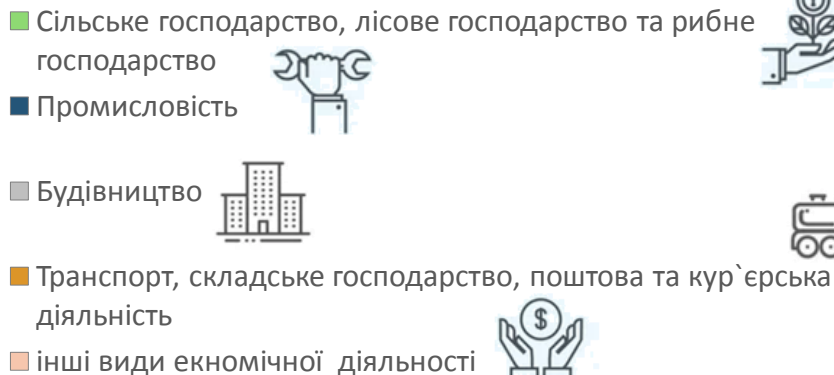 Сільське господарство, лісове господарство та рибне
господарство
Промисловість
Будівництво
Транспорт, складське господарство, поштова та кур`єрська
діяльність
інші види екномічної діяльності